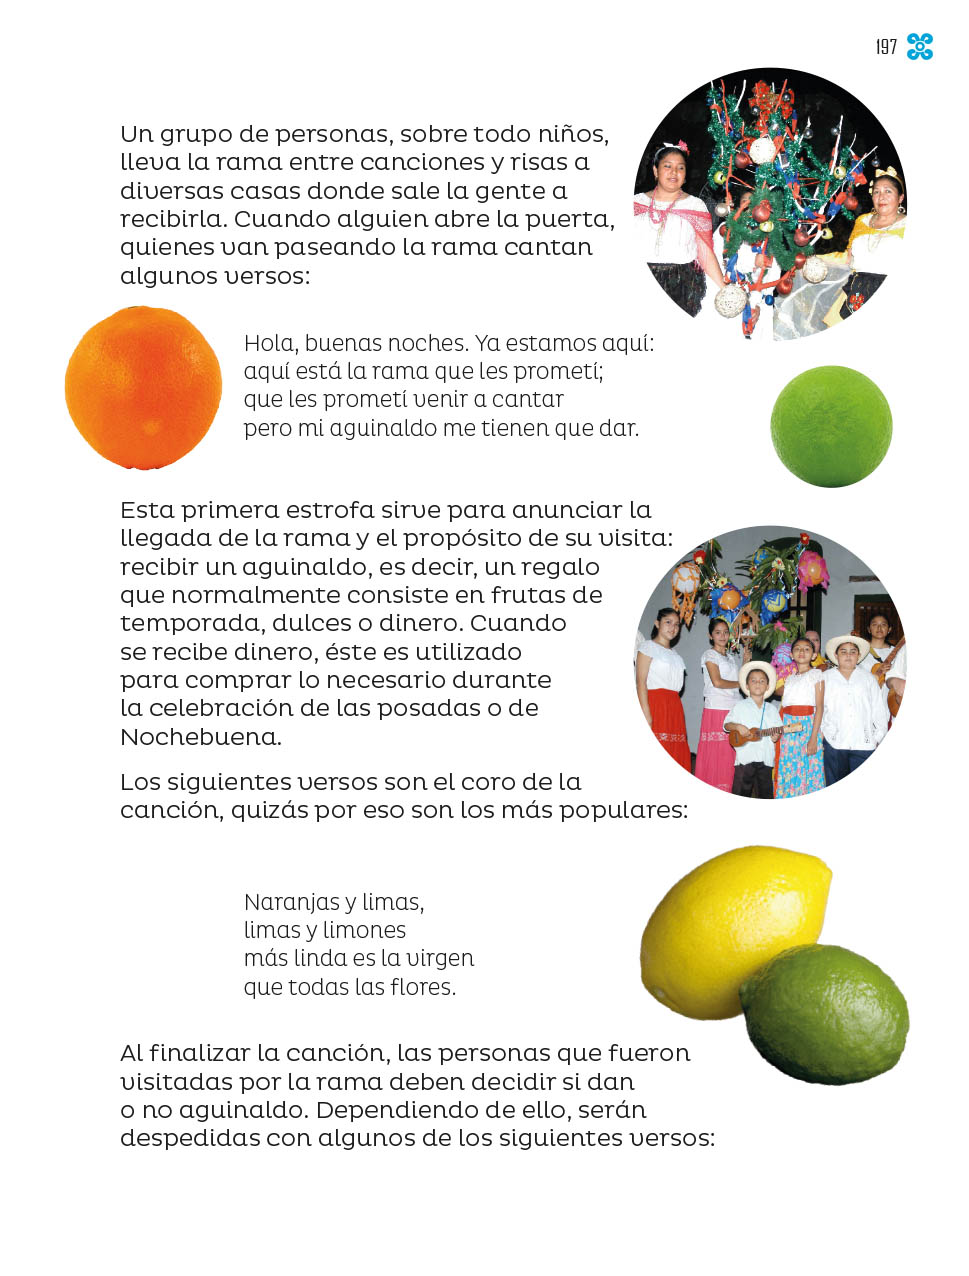 197
Un grupo de personas, sobre todo niños,
lleva la rama entre canciones y risas a
diversas casas donde sale la gente a
recibirla. Cuando alguien abre la puerta,
quienes van paseando la rama cantan
algunos versos:
Hola, buenas noches. Ya estamos aquí:
aquí está la rama que les prometí;
que les prometí venir a cantar
pero mi aguinaldo me tienen que dar.
Esta primera estrofa sirve para anunciar la
llegada de la rama y el propósito de su visita:
recibir un aguinaldo, es decir, un regalo
que normalmente consiste en frutas de
temporada, dulces o dinero. Cuando
se recibe dinero, éste es utilizado
para comprar lo necesario durante
la celebración de las posadas o de
Nochebuena.
Los siguientes versos son el coro de la
canción, quizás por eso son los más populares:
Naranjas y limas,
limas y limones
más linda es la virgen
que todas las flores.
Al finalizar la canción, las personas que fueron
visitadas por la rama deben decidir si dan
o no aguinaldo. Dependiendo de ello, serán
despedidas con algunos de los siguientes versos: